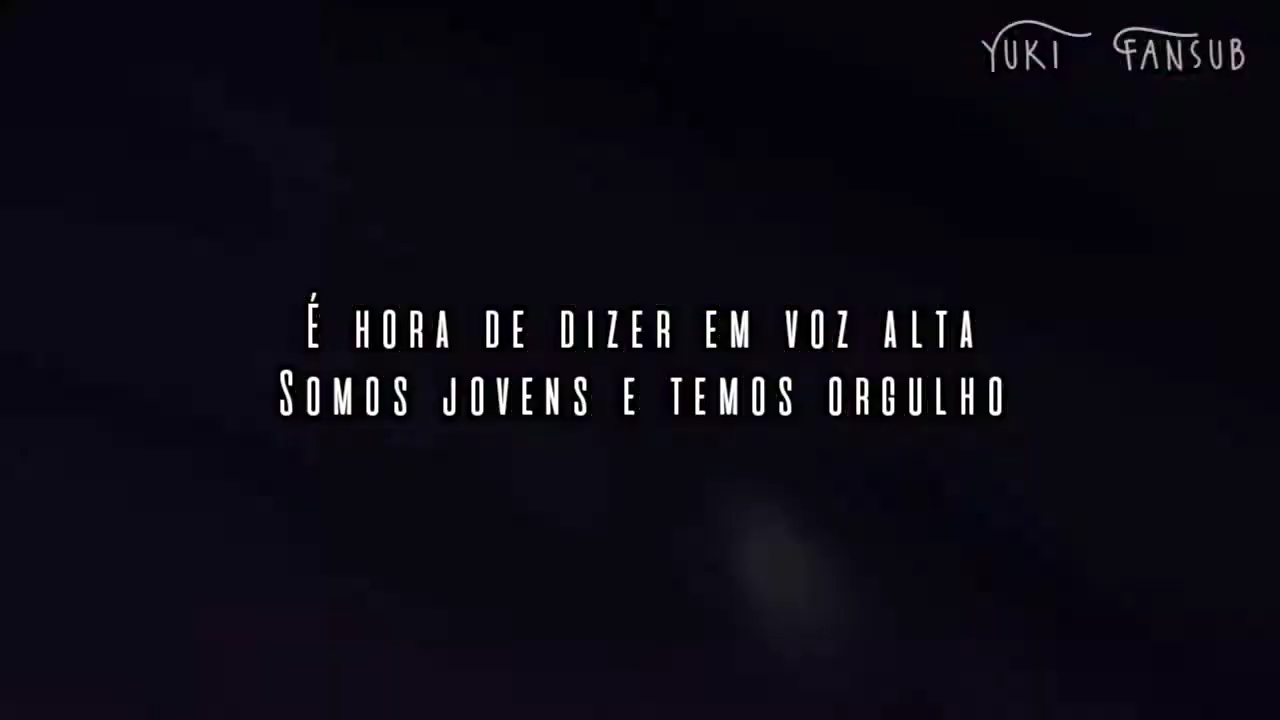 Yuki Fansub
É hora de dizer em voz alta
Somos jovens e temos orgulho